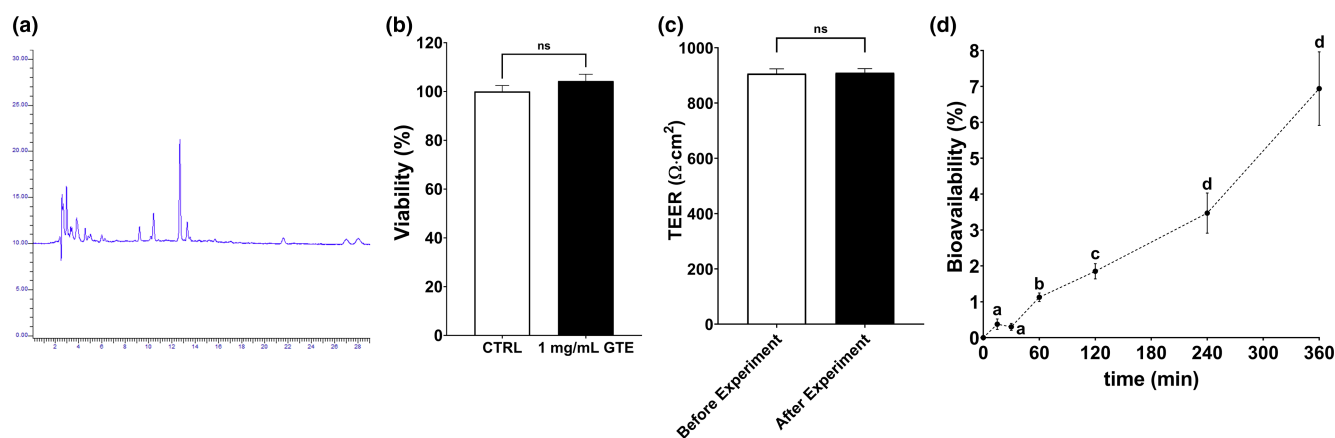 (a)
30.00
25.00
20.00
15.00
10.00
5.00
0.00
2 4 6 8 10 12 14 16 18 20 22 24 26 28
(b)
Viability (%)
120
100
80
60
40
20
0
ns
CTRL 1 mg/mL GTE
(c)
TEER (Ω·cm²)
1000
800
600
400
200
0
ns
Before Experiment
After Experiment
(d)
Bioavailability (%)
8
7
6
5
4
3
2
1
0
a
a
b
c
d
d
0 60 120 180 240 300 360
time (min)